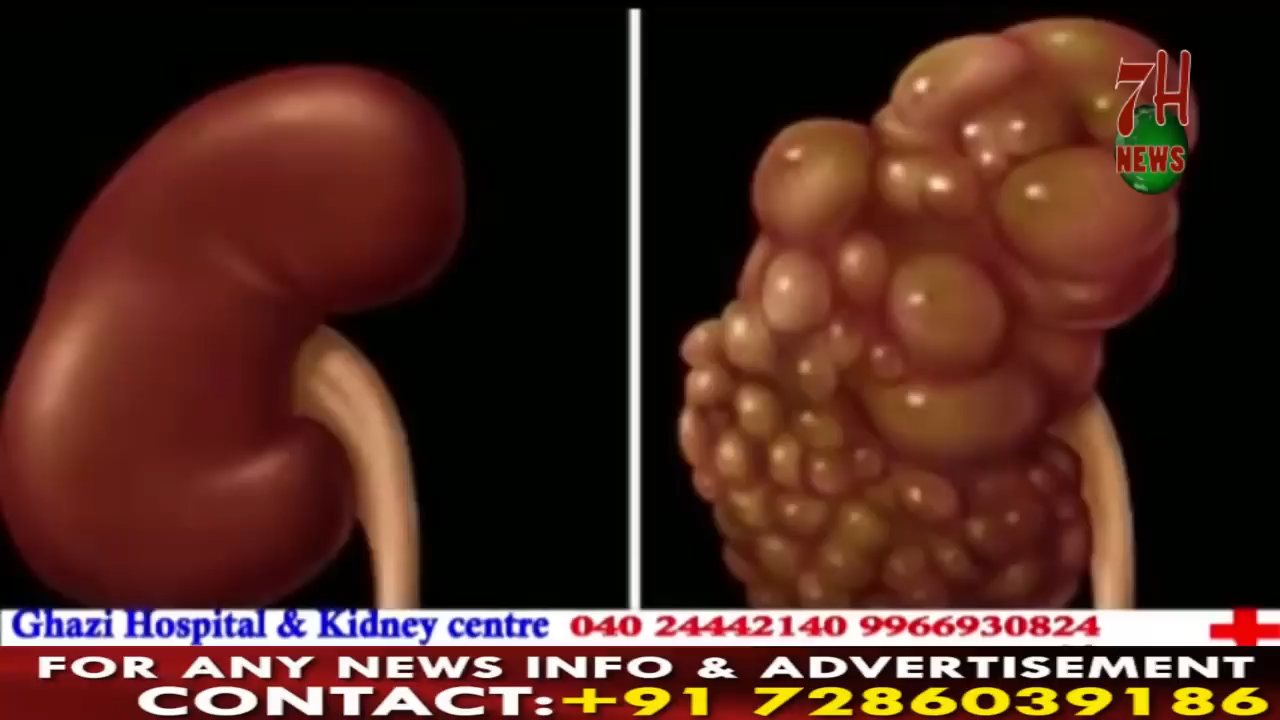 7H
NEWS
Ghazi Hospital & Kidney centre 040 24442140 9966930824
FOR ANY NEWS INFO & ADVERTISEMENT
CONTACT:+91 7286039186